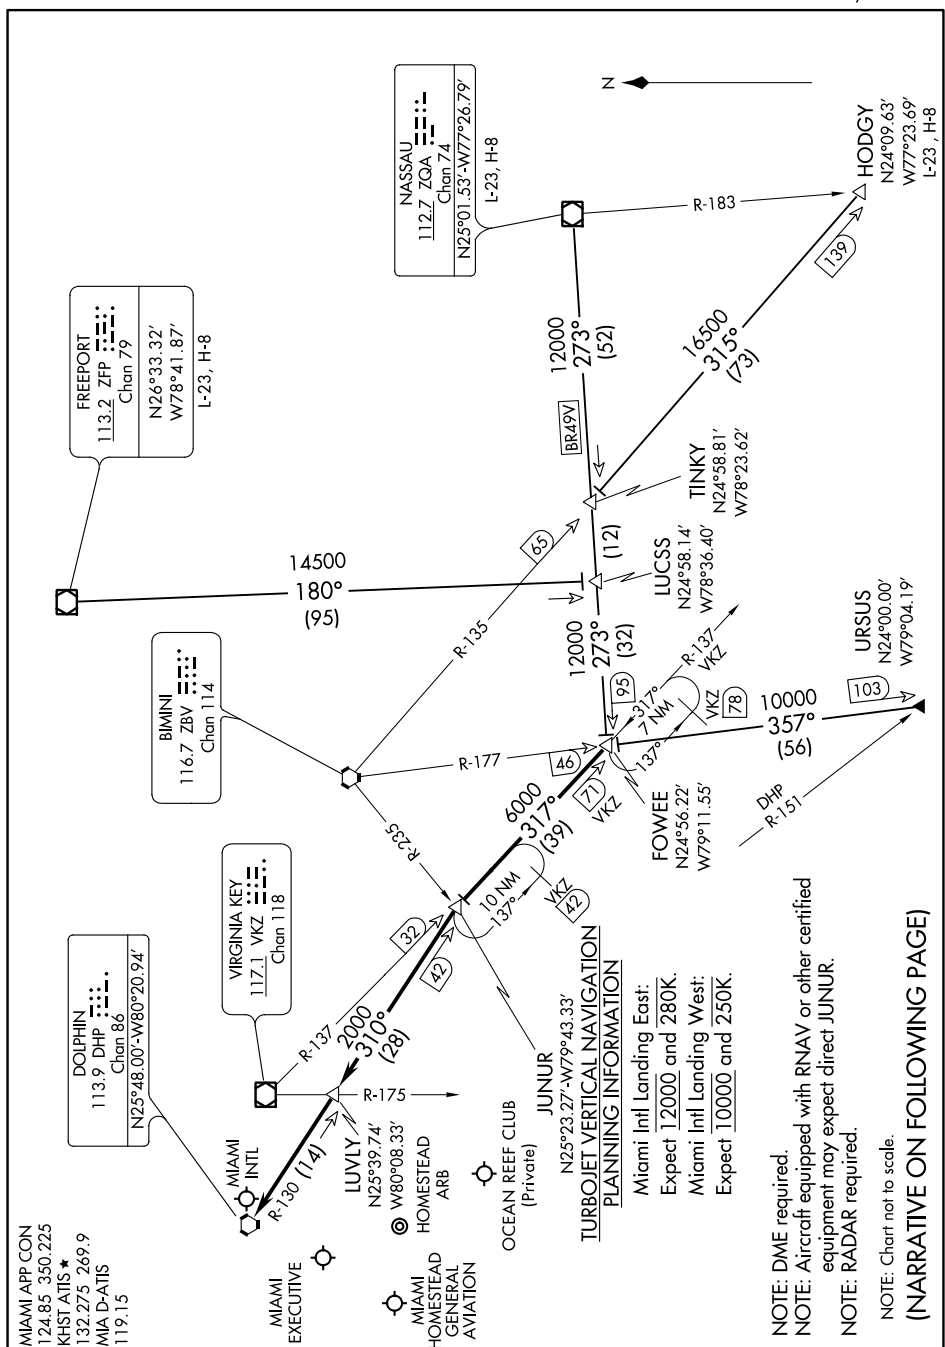 MIAMI APP CON
124.85 350.225
KHST ATIS ★
132.275 269.9
MIA D-ATIS
119.15
DOLPHIN
113.9 DHP
Chan 86
N25°48.00'-W80°20.94'
VIRGINIA KEY
117.1 VKZ
Chan 118
BIMINI
116.7 ZBV
Chan 114
FREEPORT
113.2 ZFP
Chan 79
N26°33.32'
W78°41.87'
L-23, H-8
NASSAU
112.7 ZQA
Chan 74
N25°01.53'-W77°26.79'
L-23, H-8
N
MIAMI
INTL
R-130
(14)
LUVLY
N25°39.74'
W80°08.33'
R-175
R-137
32
42
2000
310°
(28)
R-235
10 NM
137°
VKZ
42
6000
317°
(39)
R-177
46
71
VKZ
R-135
65
14500
180°
(95)
12000
273°
(32)
95
317°
7 NM
137°
R-137
VKZ
VKZ
78
(12)
BR49V
12000
273°
(52)
R-183
16500
315°
(73)
139
HODGY
N24°09.63'
W77°23.69'
L-23 , H-8
TINKY
N24°58.81'
W78°23.62'
LUCSS
N24°58.14'
W78°36.40'
FOWEE
N24°56.22'
W79°11.55'
10000
357°
(56)
103
URSUS
N24°00.00'
W79°04.19'
DHP
R-151
JUNUR
N25°23.27'-W79°43.33'
MIAMI
EXECUTIVE
HOMESTEAD
ARB
MIAMI
HOMESTEAD
GENERAL
AVIATION
OCEAN REEF CLUB
(Private)
TURBOJET VERTICAL NAVIGATION
PLANNING INFORMATION
Miami Intl Landing East:
Expect 12000 and 280K.
Miami Intl Landing West:
Expect 10000 and 250K.
NOTE: DME required.
NOTE: Aircraft equipped with RNAV or other certified
equipment may expect direct JUNUR.
NOTE: RADAR required.
NOTE: Chart not to scale.
(NARRATIVE ON FOLLOWING PAGE)